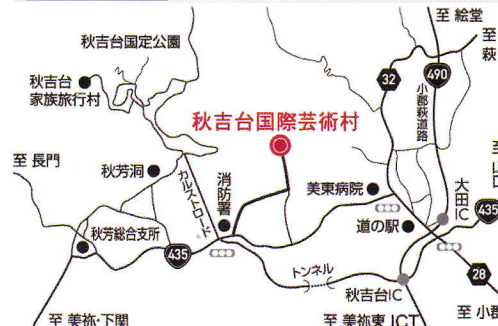 至 絵堂
秋吉台国定公園
至
萩
32
490
秋吉台
家族旅行村
小郡萩道路
秋吉台国際芸術村
至 長門
秋芳洞
カルストロード
消防署
美東病院
大田IC
435
道の駅
秋芳総合支所
435
トンネル
28
秋吉台IC
至 美祢・下関
至 美祢東 ICT
至 小郡